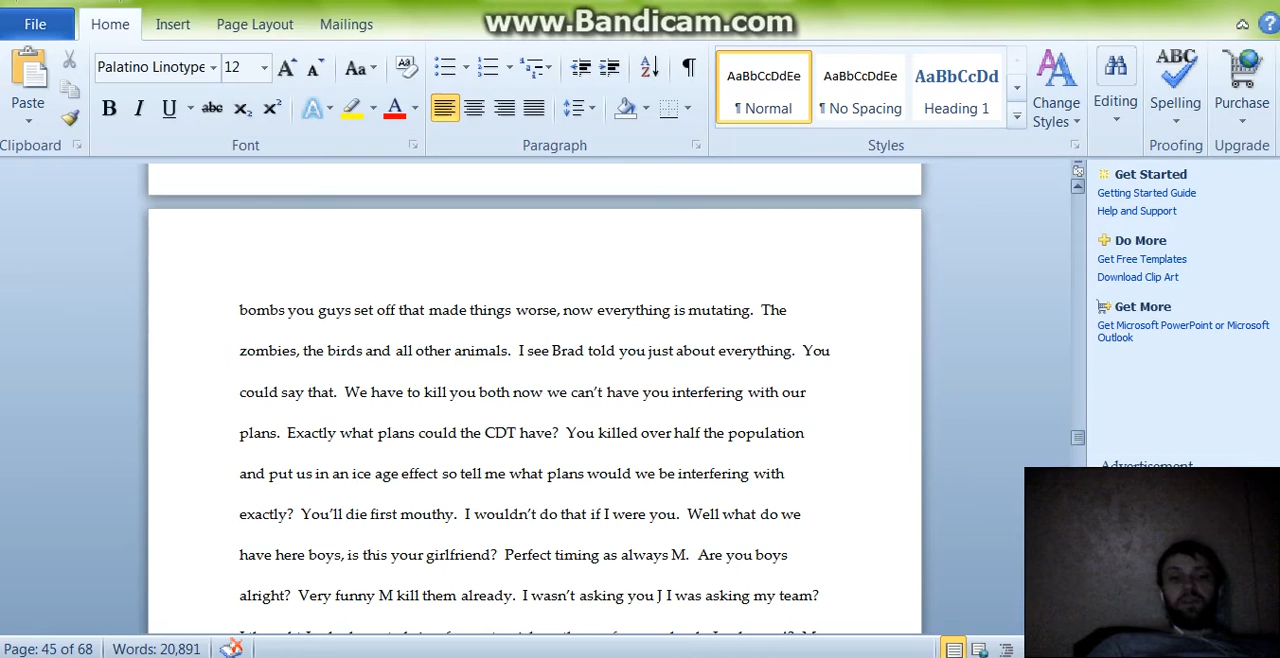 www.Bandicam.com
File Home Insert Page Layout Mailings
Palatino Linotype 12
Aa
AaBbCcDdEe AaBbCcDdEe AaBbCcDd
Paste
B I U abc X₂ X² A A
¶ Normal ¶ No Spacing Heading 1
Change Styles
Editing
ABC Spelling
Purchase
Clipboard Font Paragraph Styles Proofing Upgrade
Get Started
Getting Started Guide
Help and Support
Do More
Get Free Templates
Download Clip Art
Get More
Get Microsoft PowerPoint or Microsoft
Outlook
Advertisement
bombs you guys set off that made things worse, now everything is mutating.  The
zombies, the birds and all other animals.  I see Brad told you just about everything.  You
could say that.  We have to kill you both now we can’t have you interfering with our
plans.  Exactly what plans could the CDT have?  You killed over half the population
and put us in an ice age effect so tell me what plans would we be interfering with
exactly?  You’ll die first mouthy.  I wouldn’t do that if I were you.  Well what do we
have here boys, is this your girlfriend?  Perfect timing as always M.  Are you boys
alright?  Very funny M kill them already.  I wasn’t asking you J I was asking my team?
Page: 45 of 68 Words: 20,891